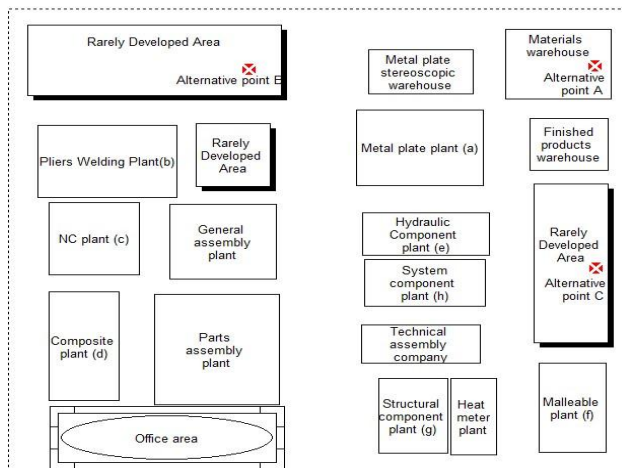 Rarely Developed Area
Alternative point E
Metal plate
stereoscopic
warehouse
Materials
warehouse
Alternative
point A
Pliers Welding Plant(b)
Rarely
Developed
Area
Metal plate plant (a)
Finished
products
warehouse
NC plant (c)
General
assembly
plant
Hydraulic
Component
plant (e)
System
component
plant (h)
Rarely
Developed
Area
Alternative
point C
Composite
plant (d)
Parts
assembly
plant
Technical
assembly
company
Structural
component
plant (g)
Heat
meter
plant
Malleable
plant (f)
Office area